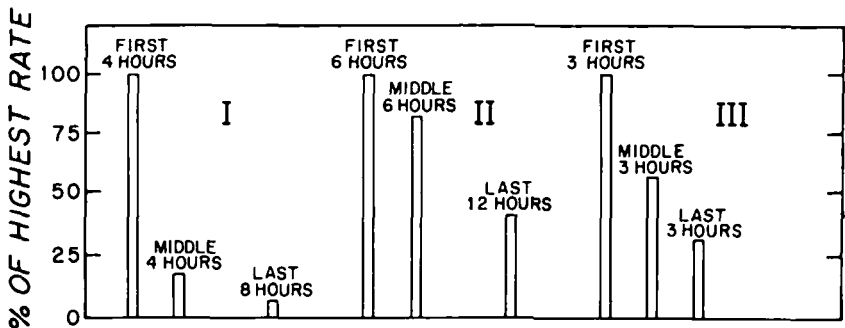 % OF HIGHEST RATE
100
75
50
25
0
FIRST
4 HOURS
MIDDLE
4 HOURS
LAST
8 HOURS
I
FIRST
6 HOURS
MIDDLE
6 HOURS
LAST
12 HOURS
II
FIRST
3 HOURS
MIDDLE
3 HOURS
LAST
3 HOURS
III